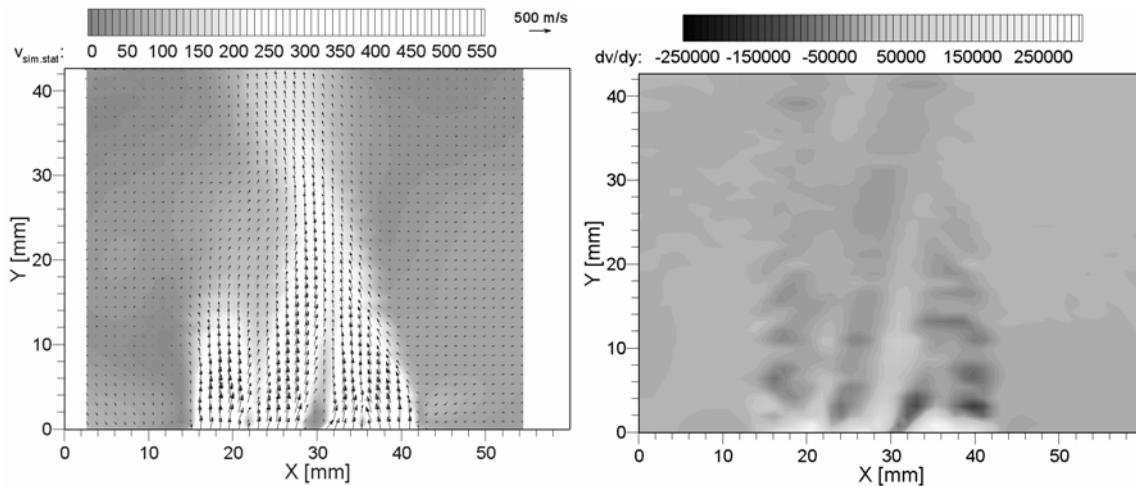 500 m/s
v_sim.stat: 0 50 100 150 200 250 300 350 400 450 500 550
40
30
20
10
0
Y [mm]
0 10 20 30 40 50 60
X [mm]
dv/dy: -250000 -150000 -50000 50000 150000 250000
40
30
20
10
0
Y [mm]
0 10 20 30 40 50
X [mm]